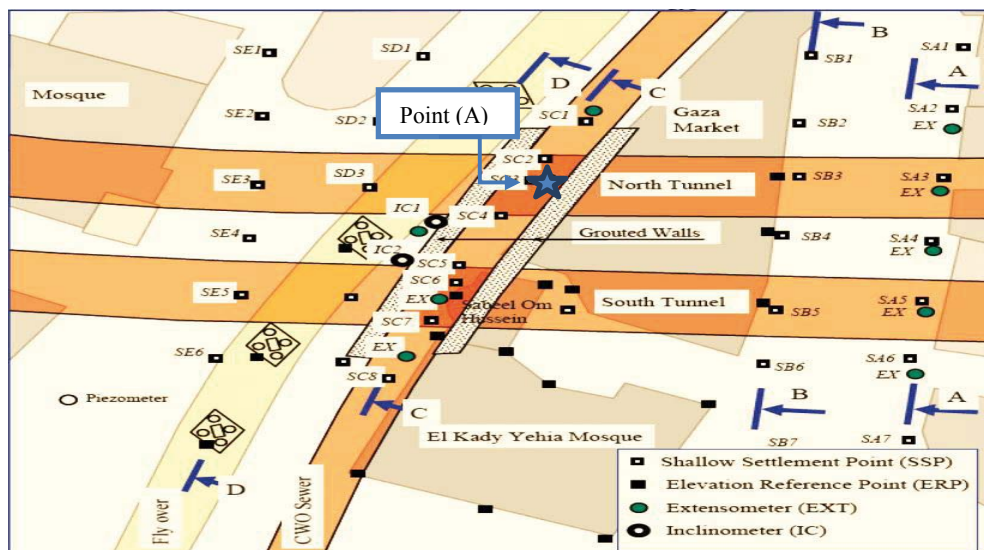 SE1
SD1
B
SA1
SB1
D
A
Mosque
C
SC1
Gaza
Market
SA2
EX
SE2
SD2
Point (A)
SB2
SC2
SE3
SD3
North Tunnel
SB3
SA3
EX
IC1
SC4
SE4
Grouted Walls
SB4
SA4
EX
IC2
SC5
SC6
SE5
EX
Sabeel Om
Hussein
South Tunnel
SB5
SA5
EX
SC7
SE6
EX
SB6
SA6
EX
SC8
Piezometer
C
B
A
El Kady Yehia Mosque
SB7
SA7
D
Fly over
CWO Sewer
Shallow Settlement Point (SSP)
Elevation Reference Point (ERP)
Extensometer (EXT)
Inclinometer (IC)